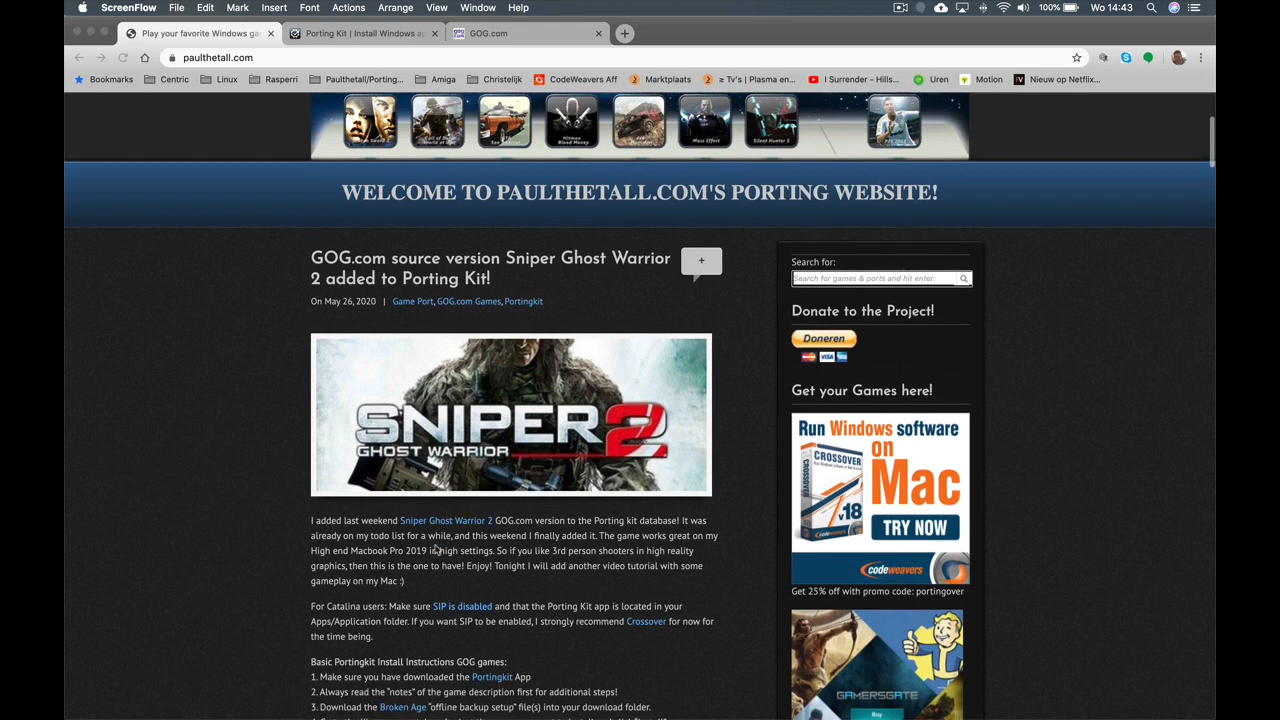 ScreenFlow File Edit Mark Insert Font Actions Arrange View Window Help 100% Wo 14:43
Play your favorite Windows ga Porting Kit | Install Windows a GOG.com
paulthetall.com
Bookmarks Centric Linux Rasperri Paulthetall/Porting... Amiga Christelijk CodeWeavers Aff Marktplaats ≥ Tv's | Plasma en... I Surrender - Hills... Uren Motion Nieuw op Netflix...
Hitman
Blood Money
Mass Effect
Silent Hunter 3
WELCOME TO PAULTHETALL.COM'S PORTING WEBSITE!
GOG.com source version Sniper Ghost Warrior
2 added to Porting Kit!
+
On May 26, 2020 | Game Port, GOG.com Games, Portingkit
SNIPER 2
GHOST WARRIOR
I added last weekend Sniper Ghost Warrior 2 GOG.com version to the Porting kit database! It was
already on my todo list for a while, and this weekend I finally added it. The game works great on my
High end Macbook Pro 2019 in high settings. So if you like 3rd person shooters in high reality
graphics, then this is the one to have! Enjoy! Tonight I will add another video tutorial with some
gameplay on my Mac :)
For Catalina users: Make sure SIP is disabled and that the Porting Kit app is located in your
Apps/Application folder. If you want SIP to be enabled, I strongly recommend Crossover for now for
the time being.
Basic Portingkit Install Instructions GOG games:
1. Make sure you have downloaded the Portingkit App
2. Always read the "notes" of the game description first for additional steps!
3. Download the Broken Age "offline backup setup" file(s) into your download folder.
Search for:
Search for games & ports and hit enter:
Donate to the Project!
Doneren
VISA
Get your Games here!
Run Windows software
on
Mac
CROSSOVER
v.18
TRY NOW
codeweavers
Get 25% off with promo code: portingover
GAMERSGATE
Buy